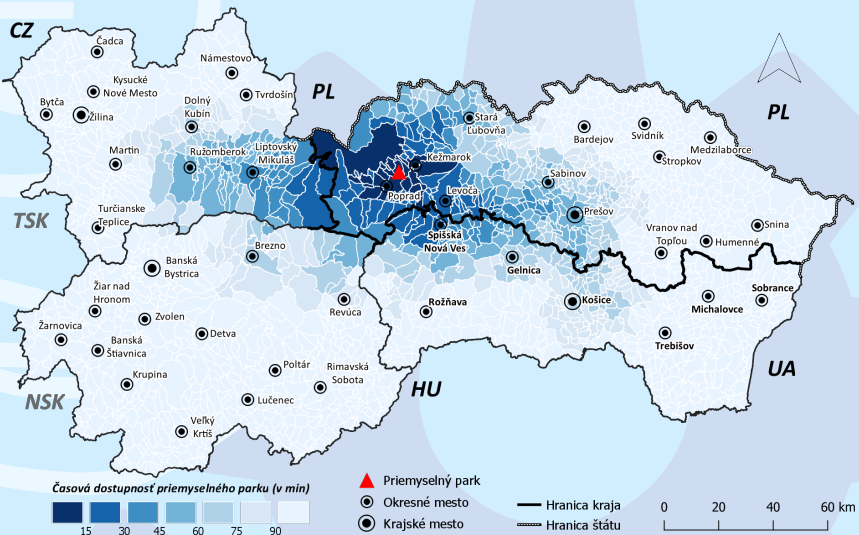 CZ
Čadca
Námestovo
Kysucké
Nové Mesto
Tvrdošín
PL
Bytča
Žilina
Dolný
Kubín
Stará
Ľubovňa
PL
Bardejov
Svidník
Medzilaborce
Stropkov
Martin
Ružomberok
Liptovský
Mikuláš
Kežmarok
Sabinov
Poprad
Levoča
Prešov
TSK
Turčianske
Teplice
Spišská
Nová Ves
Vranov nad
Topľou
Humenné
Snina
Brezno
Banská
Bystrica
Gelnica
Žiar nad
Hronom
Revúca
Rožňava
Košice
Sobrance
Michalovce
Žarnovica
Zvolen
Detva
Banská
Štiavnica
Trebišov
Krupina
Poltár
Rimavská
Sobota
HU
UA
NSK
Lučenec
Veľký
Krtíš
Časová dostupnosť priemyselného parku (v min)
15 30 45 60 75 90
Priemyselný park
Okresné mesto
Krajské mesto
Hranica kraja
Hranica štátu
0 20 40 60 km